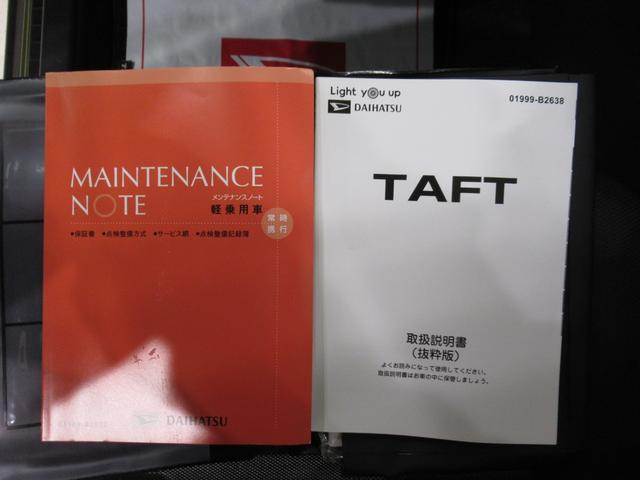 MAINTENANCE
NOTE
メンテナンスノート
軽乗用車
常時
携行
●保証書 ●点検整備方式 ●サービス網 ●点検整備記録簿
DAIHATSU
Light you up
DAIHATSU
01999-B2638
TAFT
取扱説明書
(抜粋版)
よくお読みになって使用してください。
取扱説明書はお車の中に保管しましょう。